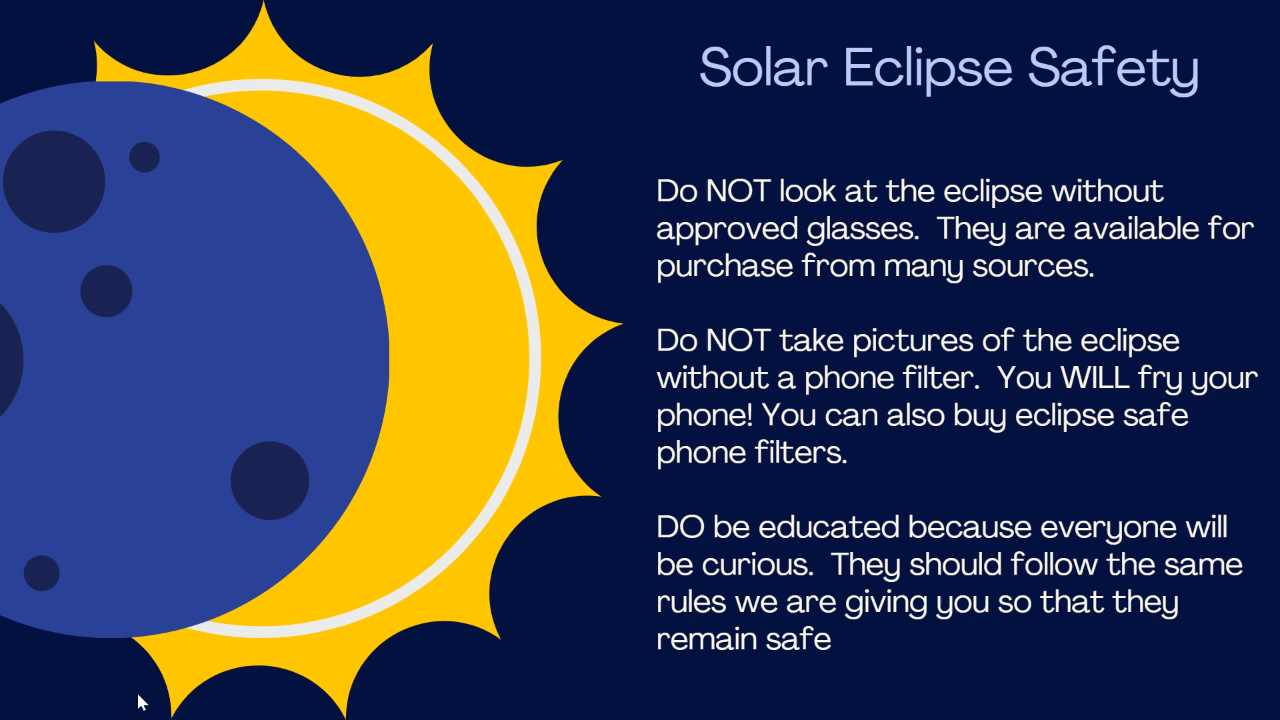 Solar Eclipse Safety
Do NOT look at the eclipse without
approved glasses.  They are available for
purchase from many sources.
Do NOT take pictures of the eclipse
without a phone filter.  You WILL fry your
phone! You can also buy eclipse safe
phone filters.
DO be educated because everyone will
be curious.  They should follow the same
rules we are giving you so that they
remain safe